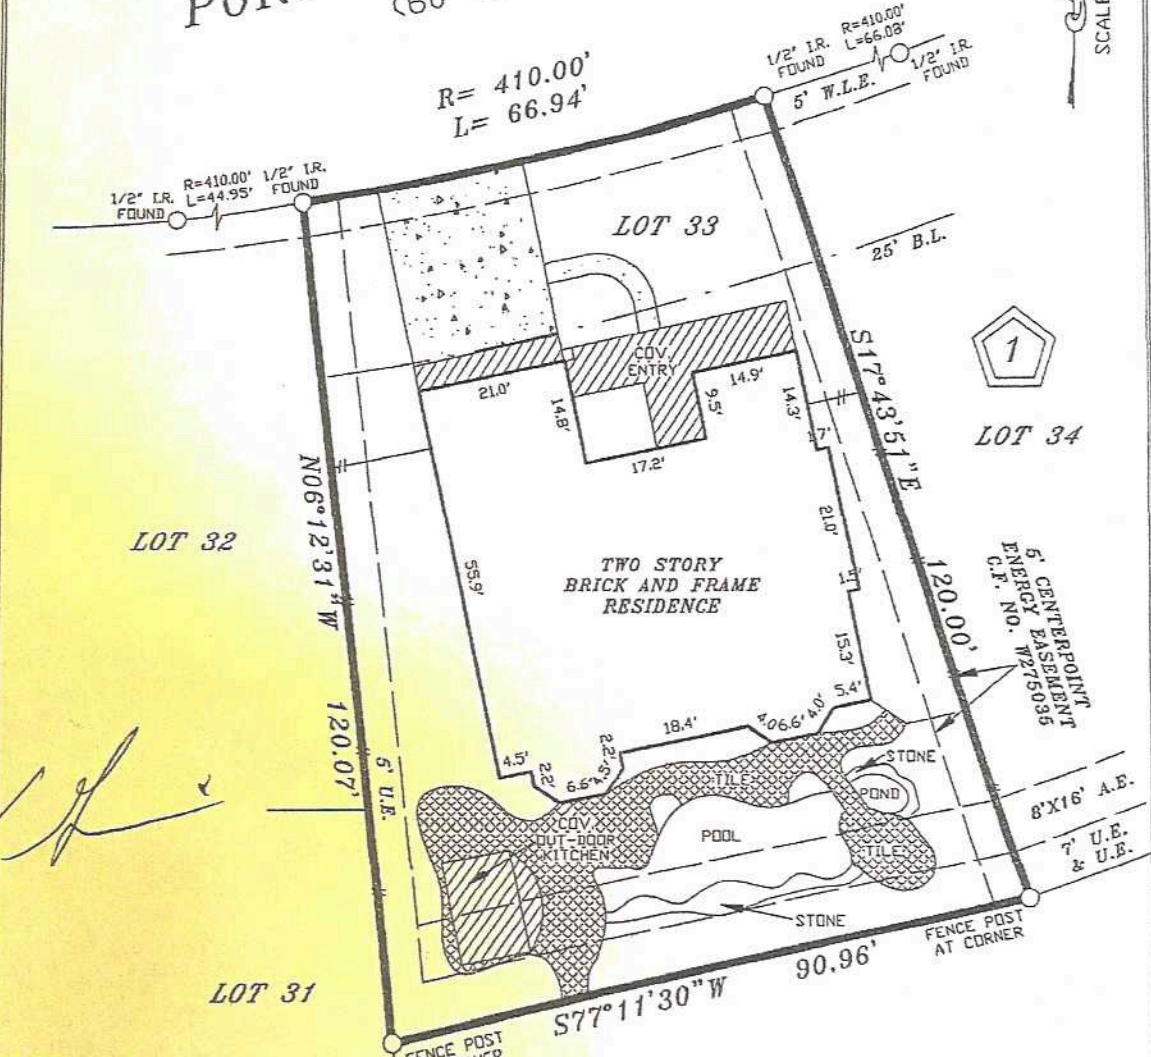 SCALE
R= 410.00'
L= 66.94'
1/2" I.R.
FOUND
R=410.00'
L=66.03'
1/2" I.R.
FOUND
5' W.L.E.
1/2" I.R.
FOUND
R=410.00'
L=44.95'
1/2" I.R.
FOUND
LOT 33
25' B.L.
COV.
ENTRY
21.0'
14.8'
17.2'
9.5'
14.9'
14.3'
S17°43'51"E
120.00'
1
LOT 34
N06°12'31"W
120.07'
LOT 32
55.9'
TWO STORY
BRICK AND FRAME
RESIDENCE
21.0'
15.3'
5' CENTERPOINT
ENERGY EASEMENT
C.F. NO. W275035
5.4'
4.0'
6.6'
4.0'
18.4'
2.2'
4.5'
6.6'
2.2'
4.5'
5' U.E.
TILE
STONE
POND
POOL
COV.
OUT-DOOR
KITCHEN
TILE
8'X16' A.E.
7' U.E.
& U.E.
STONE
FENCE POST
AT CORNER
90.96'
S77°11'30"W
LOT 31
FENCE POST